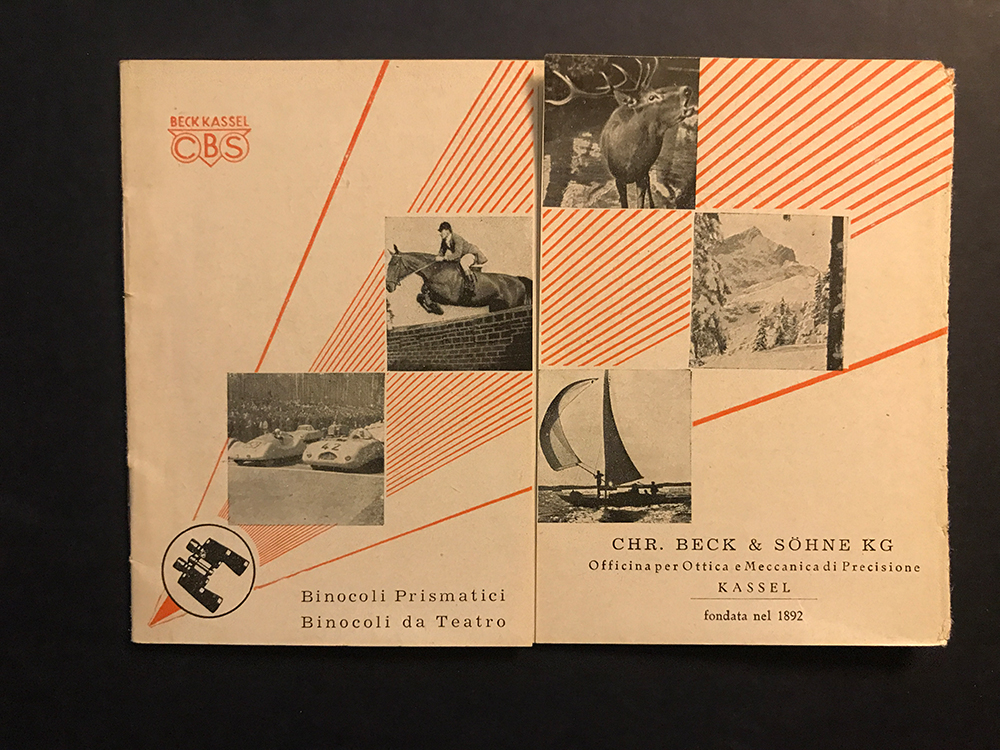 BECK KASSEL
CBS
42
Binocoli Prismatici
Binocoli da Teatro
CHR. BECK & SÖHNE KG
Officina per Ottica e Meccanica di Precisione
KASSEL
fondata nel 1892